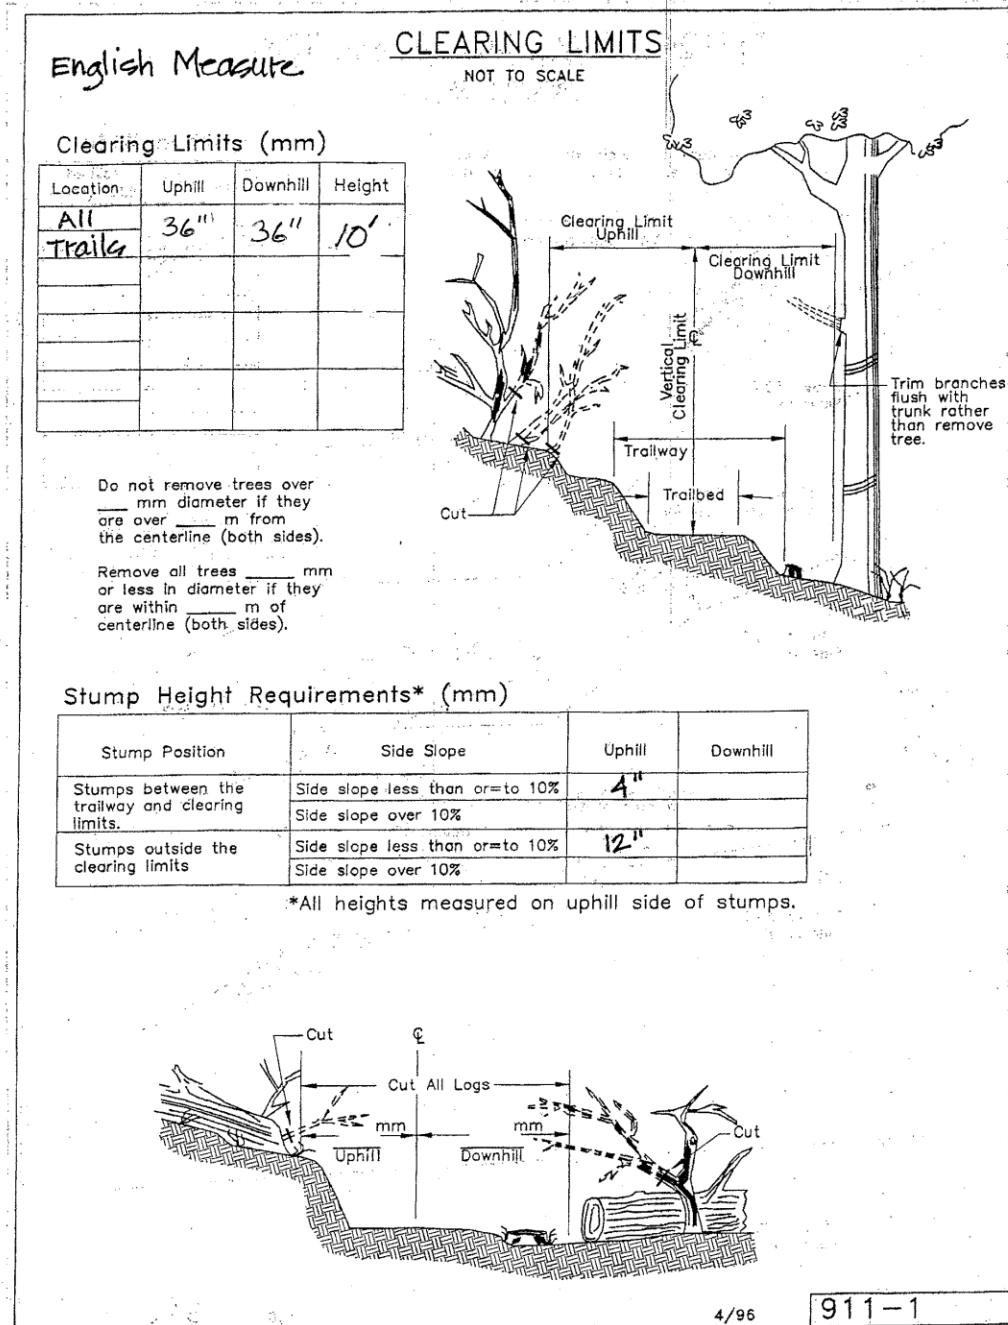 English Measure
CLEARING LIMITS
NOT TO SCALE
Clearing Limits (mm)
Location Uphill Downhill Height
All Trails 36" 36" 10'
Clearing Limit
Uphill
Clearing Limit
Downhill
Vertical
Clearing Limit
℄
Trim branches
flush with
trunk rather
than remove
tree.
Trailway
Trailbed
Cut
Do not remove trees over
____ mm diameter if they
are over ____ m from
the centerline (both sides).
Remove all trees ____ mm
or less in diameter if they
are within ____ m of
centerline (both sides).
Stump Height Requirements* (mm)
Stump Position Side Slope Uphill Downhill
Stumps between the
trailway and clearing
limits.
Side slope less than or=to 10% 4"
Side slope over 10%
Stumps outside the
clearing limits
Side slope less than or=to 10% 12"
Side slope over 10%
*All heights measured on uphill side of stumps.
Cut
℄
Cut All Logs
mm mm
Uphill Downhill
Cut
4/96
911-1